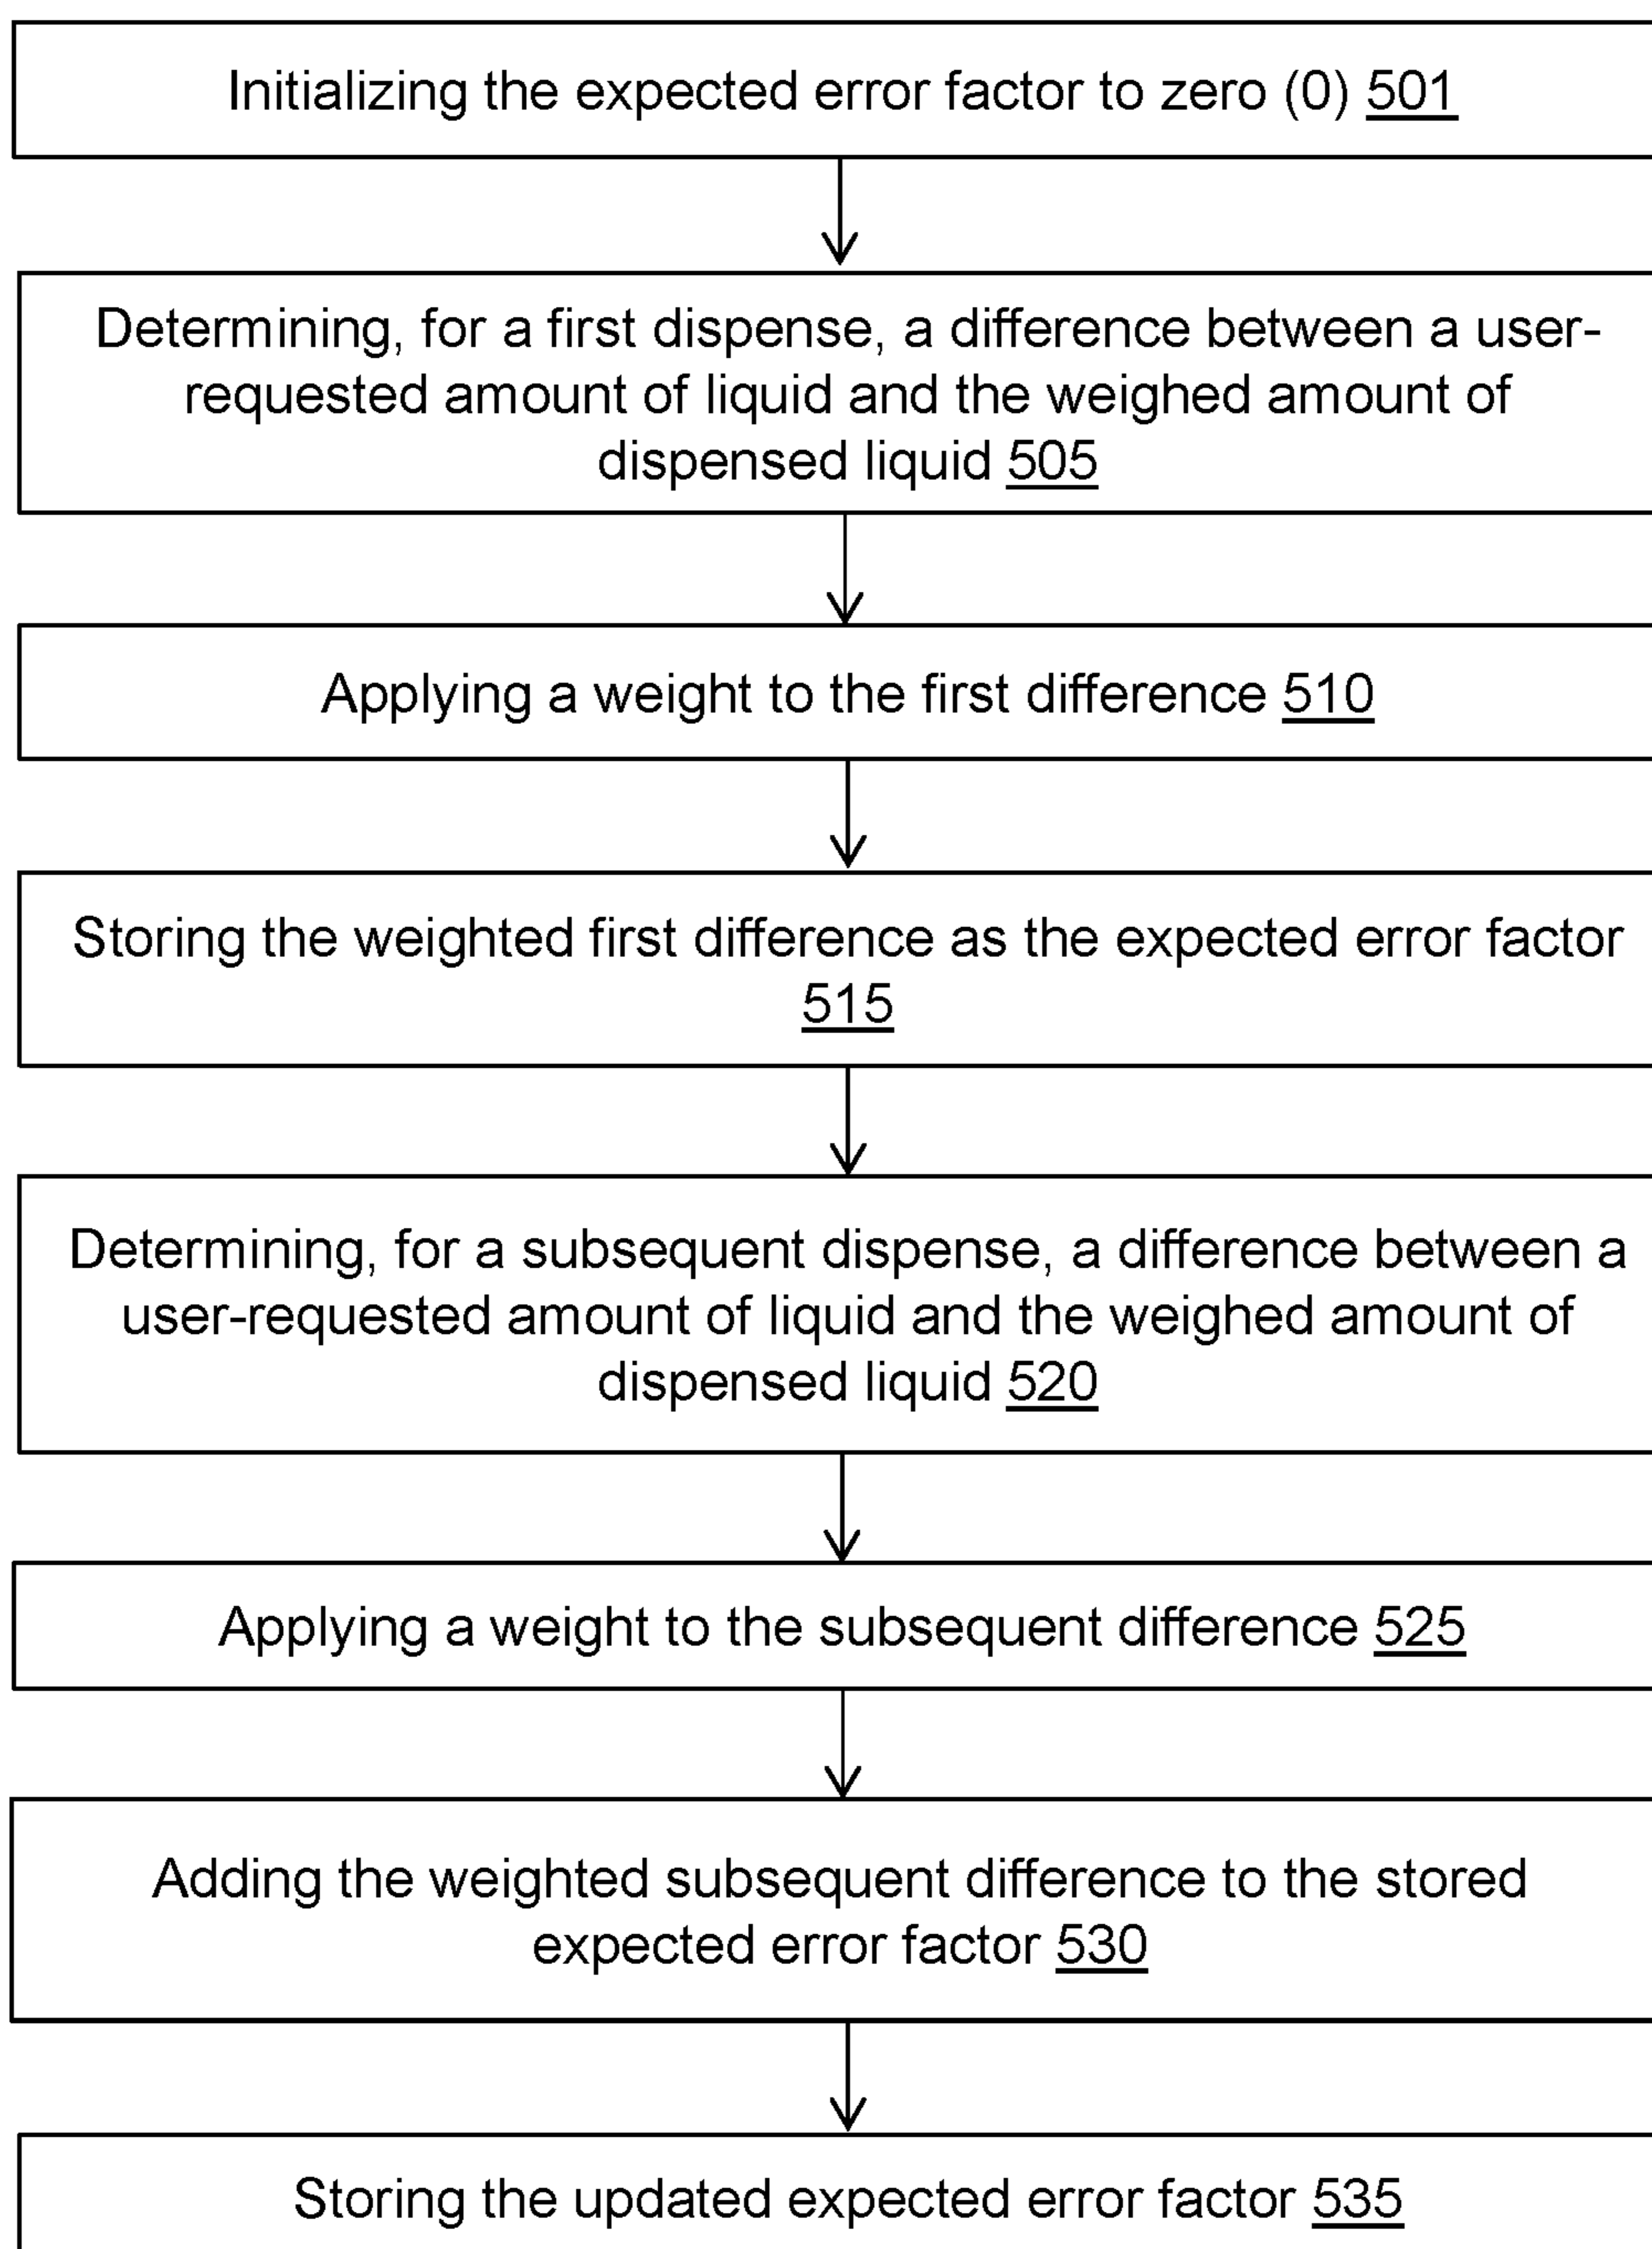 Initializing the expected error factor to zero (0) 501
Determining, for a first dispense, a difference between a user-
requested amount of liquid and the weighed amount of
dispensed liquid 505
Applying a weight to the first difference 510
Storing the weighted first difference as the expected error factor
515
Determining, for a subsequent dispense, a difference between a
user-requested amount of liquid and the weighed amount of
dispensed liquid 520
Applying a weight to the subsequent difference 525
Adding the weighted subsequent difference to the stored
expected error factor 530
Storing the updated expected error factor 535